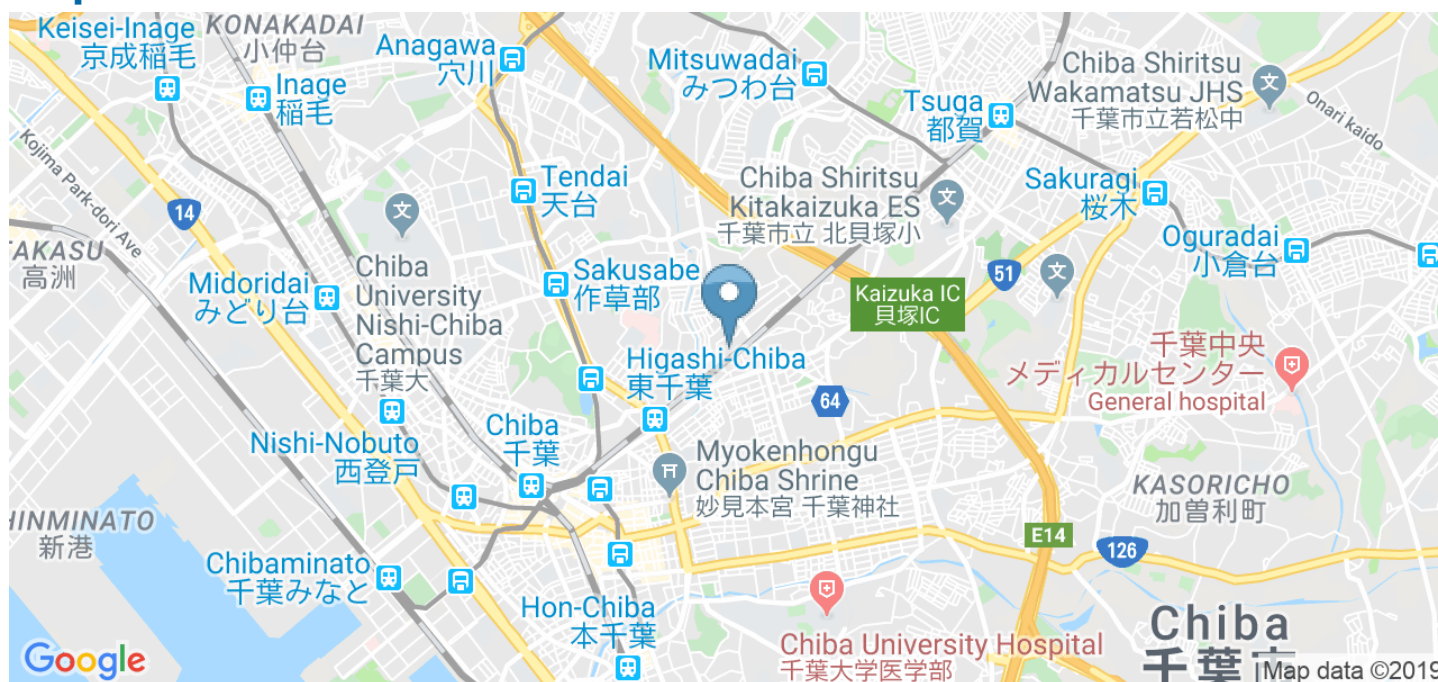 Keisei-Inage
京成稲毛
KONAKADAI
小仲台
Inage
稲毛
Anagawa
穴川
Mitsuwadai
みつわ台
Tsuga
都賀
Chiba Shiritsu
Wakamatsu JHS
千葉市立若松中
Onari kaido
Kojima Park-dori Ave
14
Tendai
天台
Chiba Shiritsu
Kitakaizuka ES
千葉市立 北貝塚小
Sakuragi
桜木
Oguradai
小倉台
TAKASU
高洲
Midoridai
みどり台
Chiba
University
Nishi-Chiba
Campus
千葉大
Sakusabe
作草部
51
Kaizuka IC
貝塚IC
Higashi-Chiba
東千葉
64
千葉中央
メディカルセンター
General hospital
Nishi-Nobuto
西登戸
Chiba
千葉
Myokenhongu
Chiba Shrine
妙見本宮 千葉神社
KASORICHO
加曽利町
HINMINATO
新港
E14
126
Chibaminato
千葉みなと
Hon-Chiba
本千葉
Chiba University Hospital
千葉大学医学部
Chiba
千葉市
Google
Map data ©2019